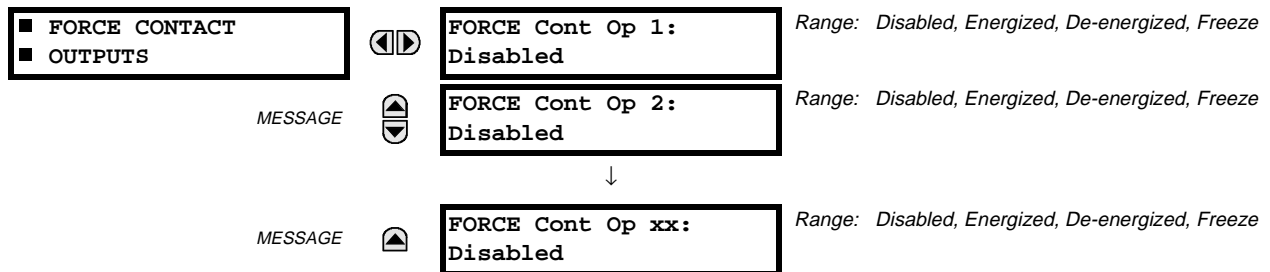 ■ FORCE CONTACT
■ OUTPUTS
FORCE Cont Op 1:
Disabled
Range: Disabled, Energized, De-energized, Freeze
MESSAGE
FORCE Cont Op 2:
Disabled
Range: Disabled, Energized, De-energized, Freeze
↓
MESSAGE
FORCE Cont Op xx:
Disabled
Range: Disabled, Energized, De-energized, Freeze